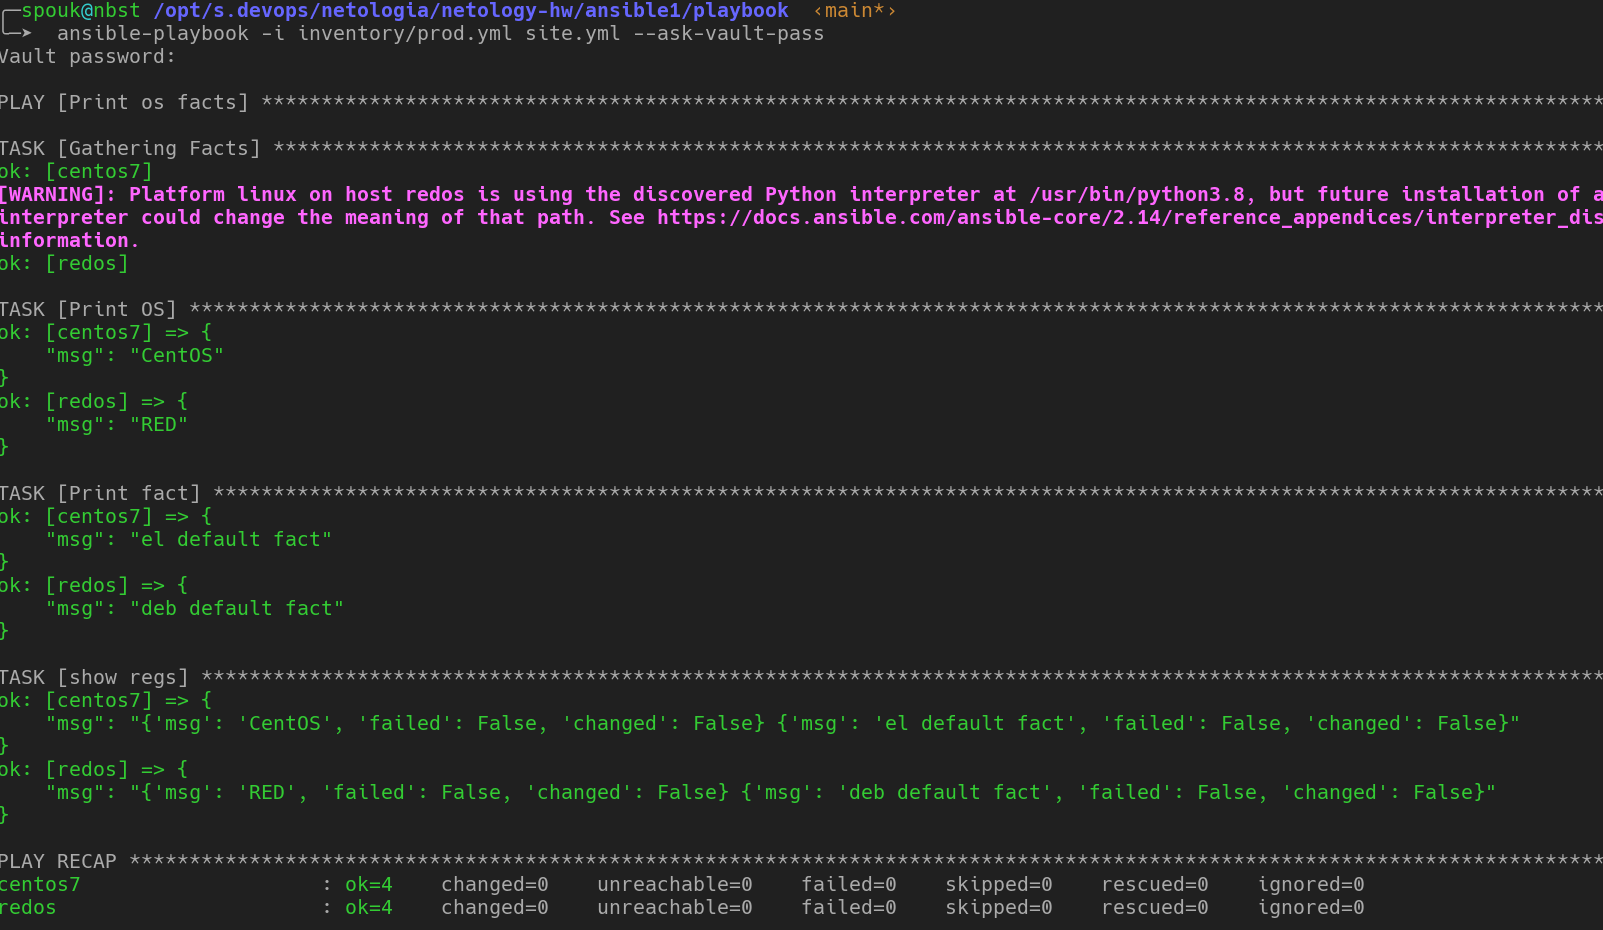 spouk@nbst /opt/s.devops/netologia/netology-hw/ansible1/playbook ‹main*›
ansible-playbook -i inventory/prod.yml site.yml --ask-vault-pass
Vault password:
PLAY [Print os facts] ****************************************************************************************************************
TASK [Gathering Facts] ***************************************************************************************************************
ok: [centos7]
[WARNING]: Platform linux on host redos is using the discovered Python interpreter at /usr/bin/python3.8, but future installation of a
interpreter could change the meaning of that path. See https://docs.ansible.com/ansible-core/2.14/reference_appendices/interpreter_dis
information.
ok: [redos]
TASK [Print OS] **********************************************************************************************************************
ok: [centos7] => {
    "msg": "CentOS"
}
ok: [redos] => {
    "msg": "RED"
}
TASK [Print fact] ********************************************************************************************************************
ok: [centos7] => {
    "msg": "el default fact"
}
ok: [redos] => {
    "msg": "deb default fact"
}
TASK [show regs] *********************************************************************************************************************
ok: [centos7] => {
    "msg": "{'msg': 'CentOS', 'failed': False, 'changed': False} {'msg': 'el default fact', 'failed': False, 'changed': False}"
}
ok: [redos] => {
    "msg": "{'msg': 'RED', 'failed': False, 'changed': False} {'msg': 'deb default fact', 'failed': False, 'changed': False}"
}
PLAY RECAP ***************************************************************************************************************************
centos7                    : ok=4    changed=0    unreachable=0    failed=0    skipped=0    rescued=0    ignored=0
redos                      : ok=4    changed=0    unreachable=0    failed=0    skipped=0    rescued=0    ignored=0